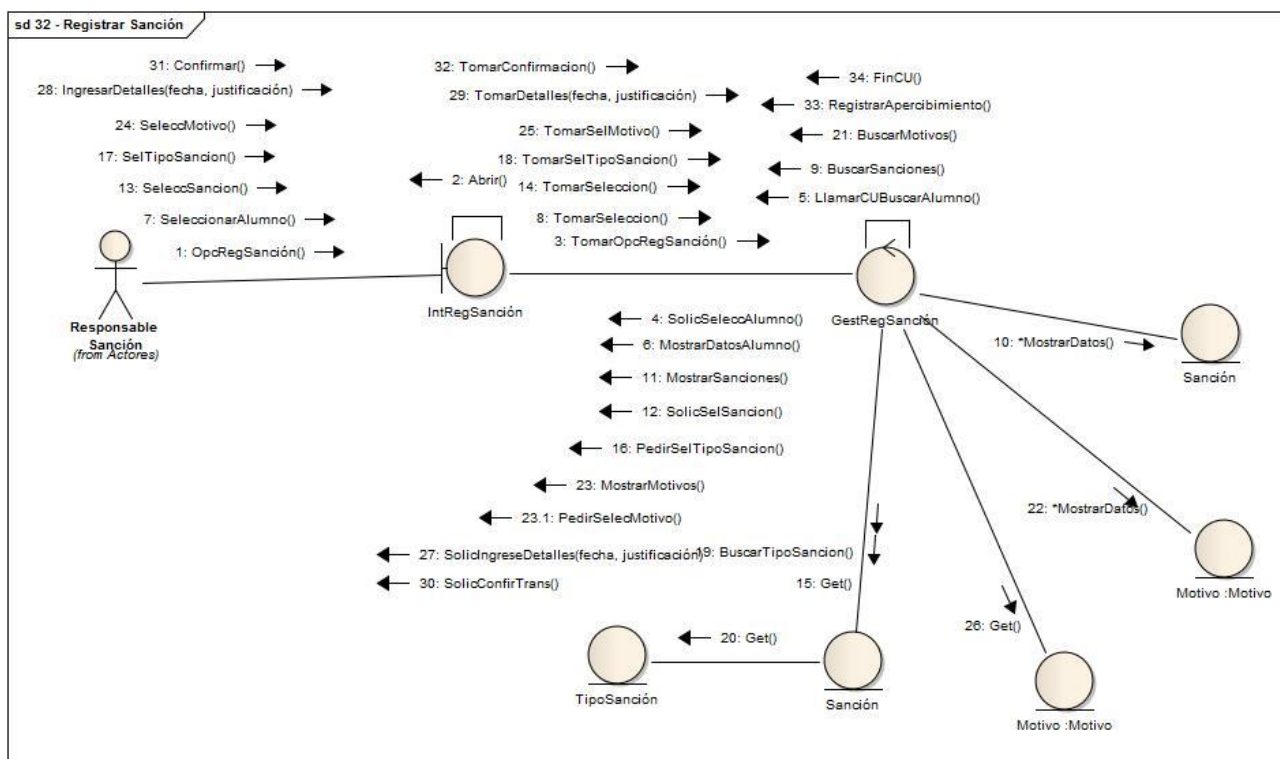 sd 32 - Registrar Sanción
31: Confirmar()
32: TomarConfirmacion()
34: FinCU()
28: IngresarDetalles(fecha, justificación)
29: TomarDetalles(fecha, justificación)
33: RegistrarApercibimiento()
24: SeleccMotivo()
25: TomarSelMotivo()
21: BuscarMotivos()
17: SelTipoSancion()
18: TomarSelTipoSancion()
9: BuscarSanciones()
13: SeleccSancion()
2: Abrir()
14: TomarSeleccion()
5: LlamarCUBuscarAlumno()
7: SeleccionarAlumno()
8: TomarSeleccion()
1: OpcRegSanción()
3: TomarOpcRegSanción()
IntRegSanción
GestRegSanción
Responsable
Sanción
(from Actores)
4: SolicSeleccAlumno()
6: MostrarDatosAlumno()
10: *MostrarDatos()
Sanción
11: MostrarSanciones()
12: SolicSelSancion()
16: PedirSelTipoSancion()
23: MostrarMotivos()
22: *MostrarDatos()
23.1: PedirSelecMotivo()
27: SolicIngreseDetalles(fecha, justificación)
19: BuscarTipoSancion()
30: SolicConfirTrans()
15: Get()
Motivo :Motivo
26: Get()
20: Get()
TipoSanción
Sanción
Motivo :Motivo